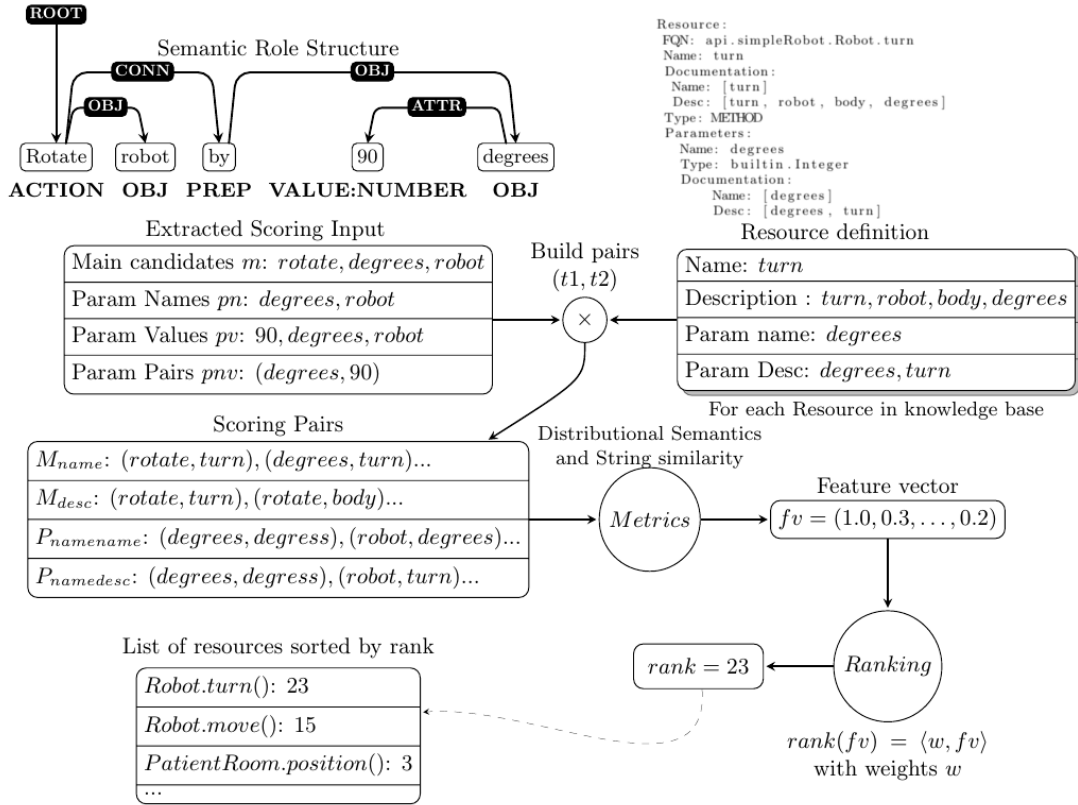 ROOT
Semantic Role Structure
CONN
OBJ
OBJ
ATTR
Rotate robot by 90 degrees
ACTION OBJ PREP VALUE:NUMBER OBJ
Resource:
FQN: api.simpleRobot.Robot.turn
Name: turn
Documentation:
Name: [turn]
Desc: [turn, robot, body, degrees]
Type: METHOD
Parameters:
Name: degrees
Type: builtin.Integer
Documentation:
Name: [degrees]
Desc: [degrees, turn]
Extracted Scoring Input
Main candidates m: rotate, degrees, robot
Param Names pn: degrees, robot
Param Values pv: 90, degrees, robot
Param Pairs pnv: (degrees, 90)
Build pairs
(t1, t2)
×
Resource definition
Name: turn
Description : turn, robot, body, degrees
Param name: degrees
Param Desc: degrees, turn
For each Resource in knowledge base
Scoring Pairs
M_name: (rotate, turn), (degrees, turn)...
M_desc: (rotate, turn), (rotate, body)...
P_namename: (degrees, degress), (robot, degrees)...
P_namedesc: (degrees, degress), (robot, turn)...
Distributional Semantics
and String similarity
Metrics
Feature vector
fv = (1.0, 0.3, . . . , 0.2)
Ranking
rank(fv) = ⟨w, fv⟩
with weights w
rank = 23
List of resources sorted by rank
Robot.turn(): 23
Robot.move(): 15
PatientRoom.position(): 3
...